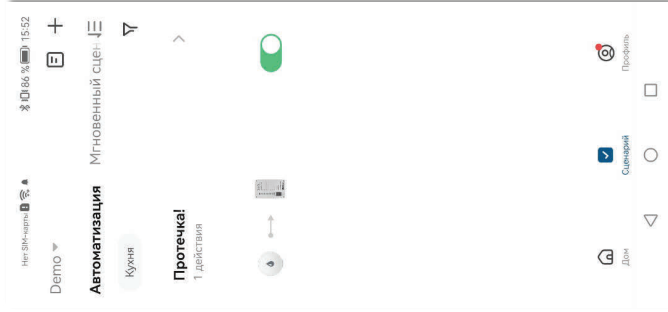 Нет SIM-карты 86 % 15:52
Demo
Автоматизация Мгновенный сцен
Кухня
Протечка!
1 действия
Дом Сценарий Профиль